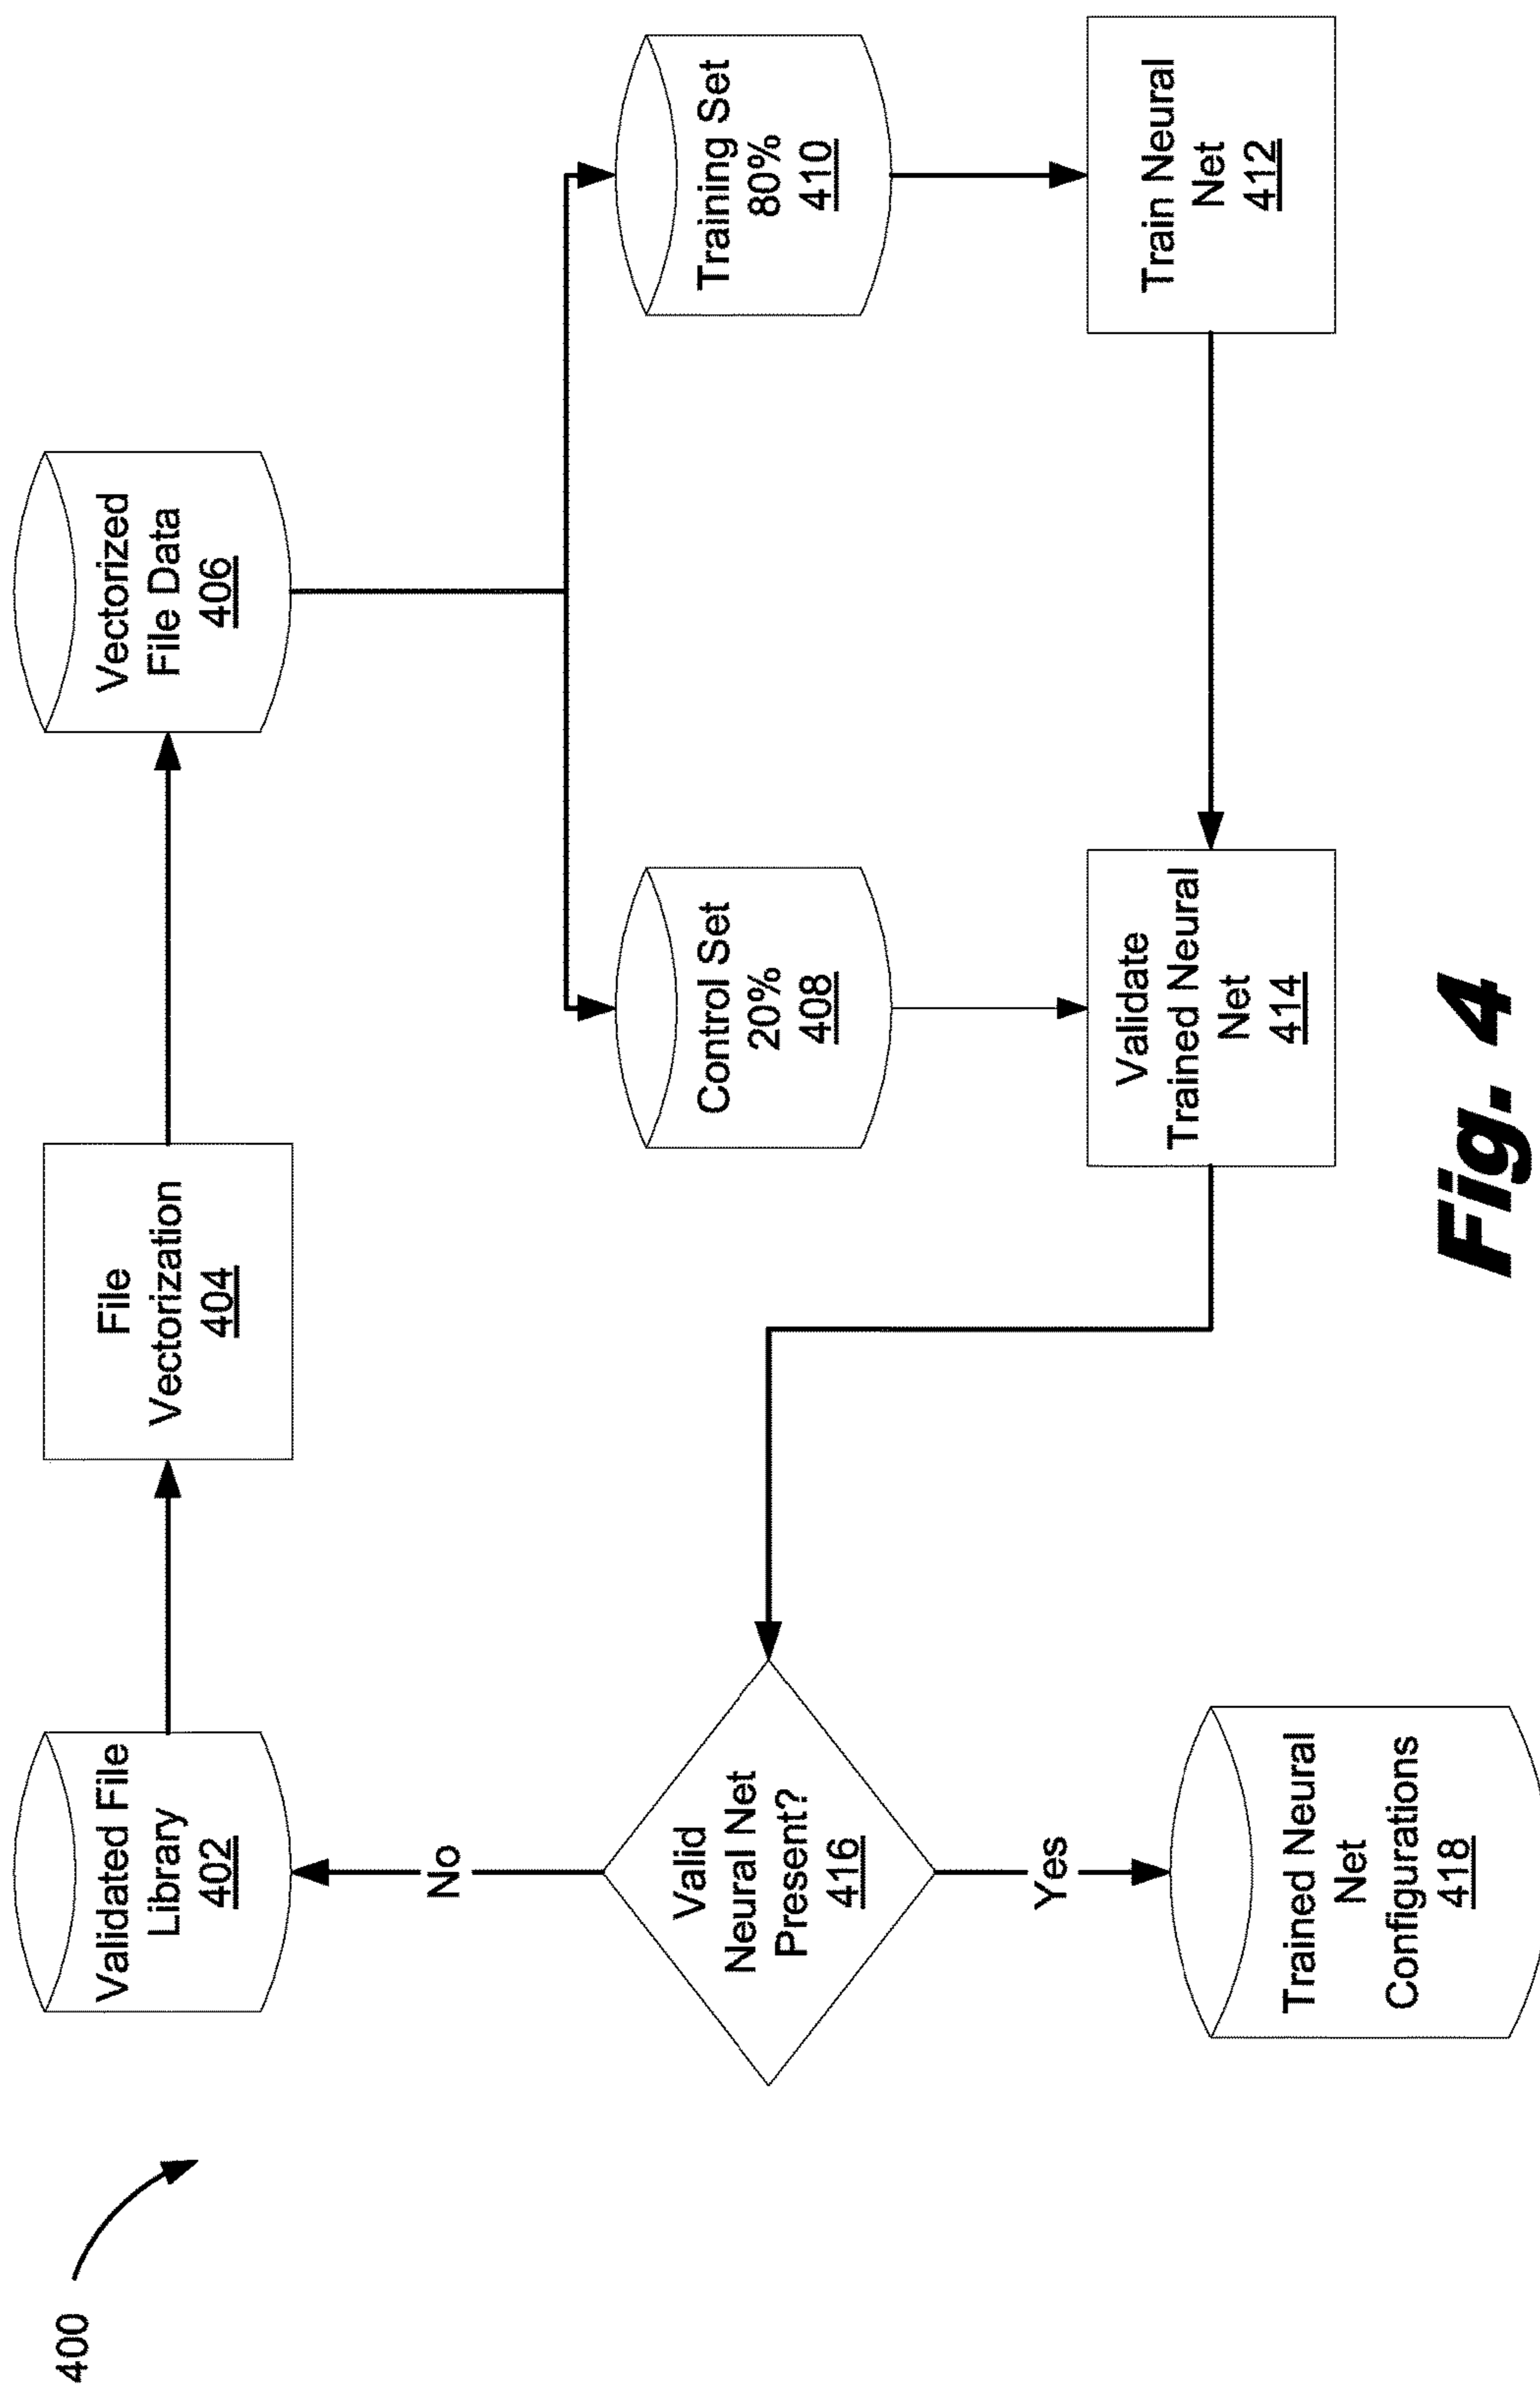 400
Validated File
Library
402
File
Vectorization
404
Vectorized
File Data
406
No
Valid
Neural Net
Present?
416
Yes
Trained Neural
Net
Configurations
418
Control Set
20%
408
Training Set
80%
410
Validate
Trained Neural
Net
414
Train Neural
Net
412
Fig. 4